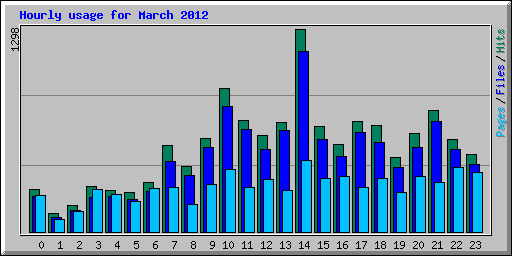 Hourly usage for March 2012
1298
Pages/Files/Hits
0 1 2 3 4 5 6 7 8 9 10 11 12 13 14 15 16 17 18 19 20 21 22 23